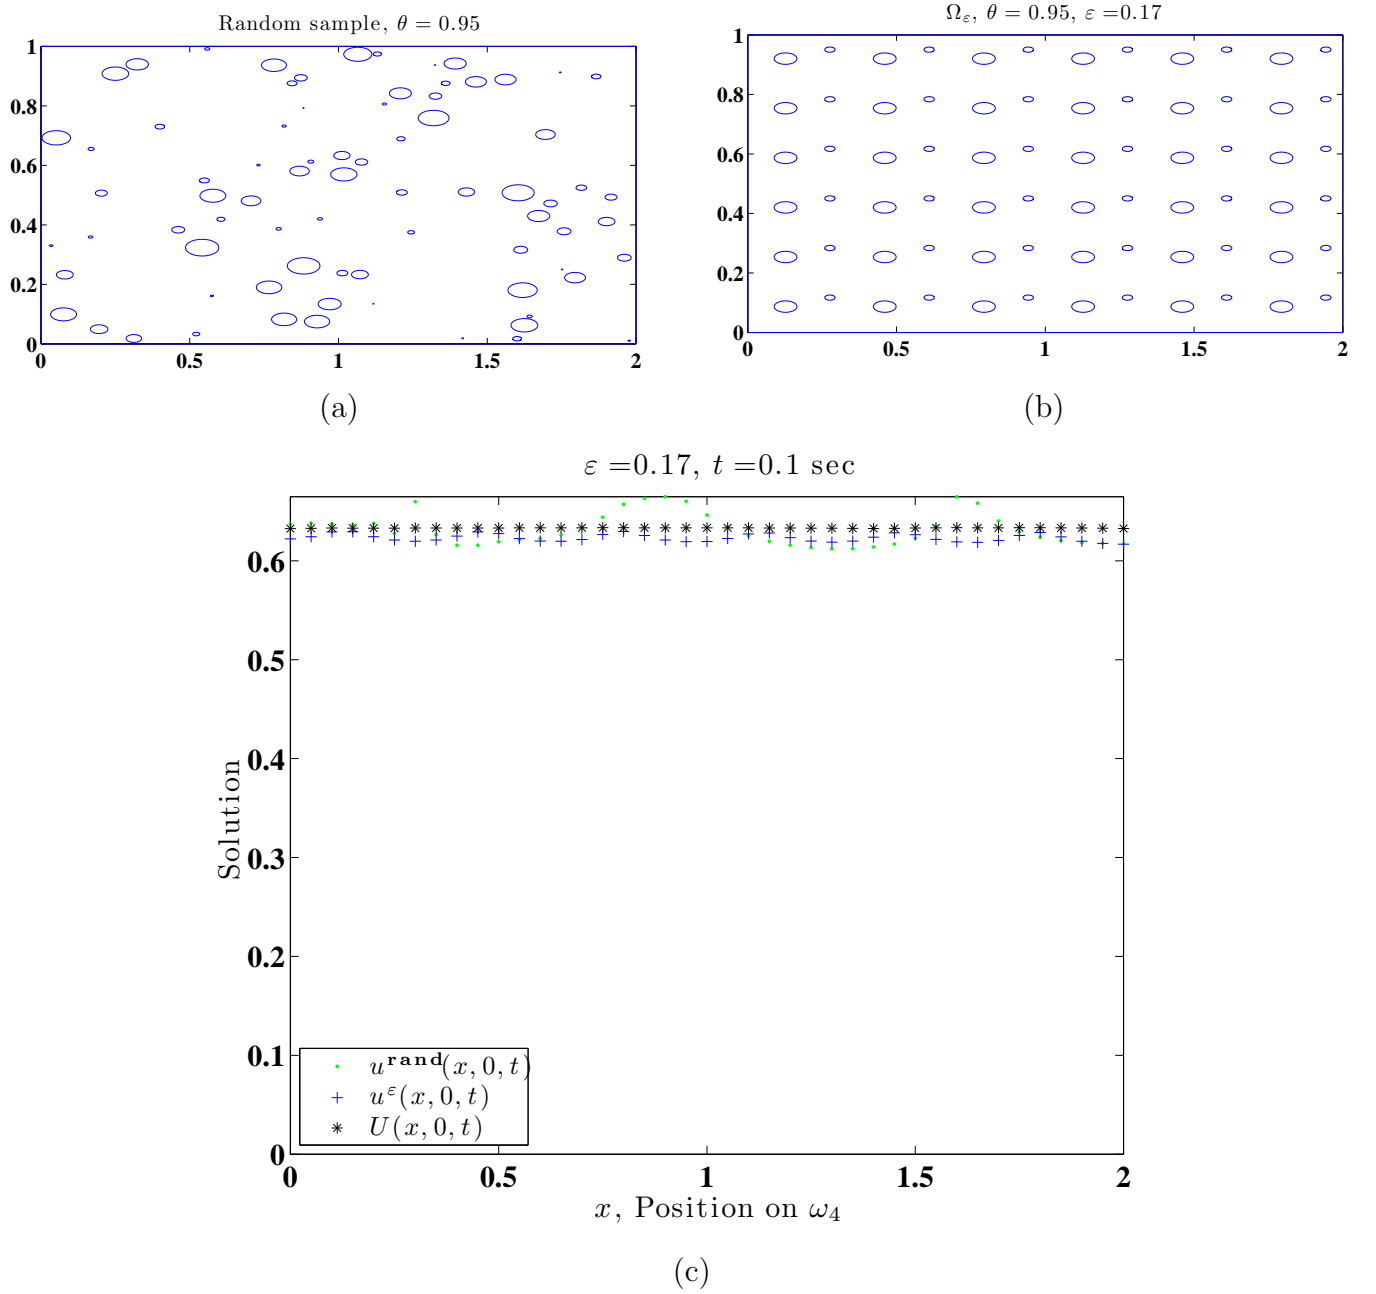 Random sample, θ = 0.95
1
0.8
0.6
0.4
0.2
0
0 0.5 1 1.5 2
(a)
Ω_ε, θ = 0.95, ε =0.17
1
0.8
0.6
0.4
0.2
0
0 0.5 1 1.5 2
(b)
ε =0.17, t =0.1 sec
0.6
0.5
0.4
0.3
0.2
0.1
0
Solution
u^rand(x, 0, t)
u^ε(x, 0, t)
U(x, 0, t)
0 0.5 1 1.5 2
x, Position on ω_4
(c)